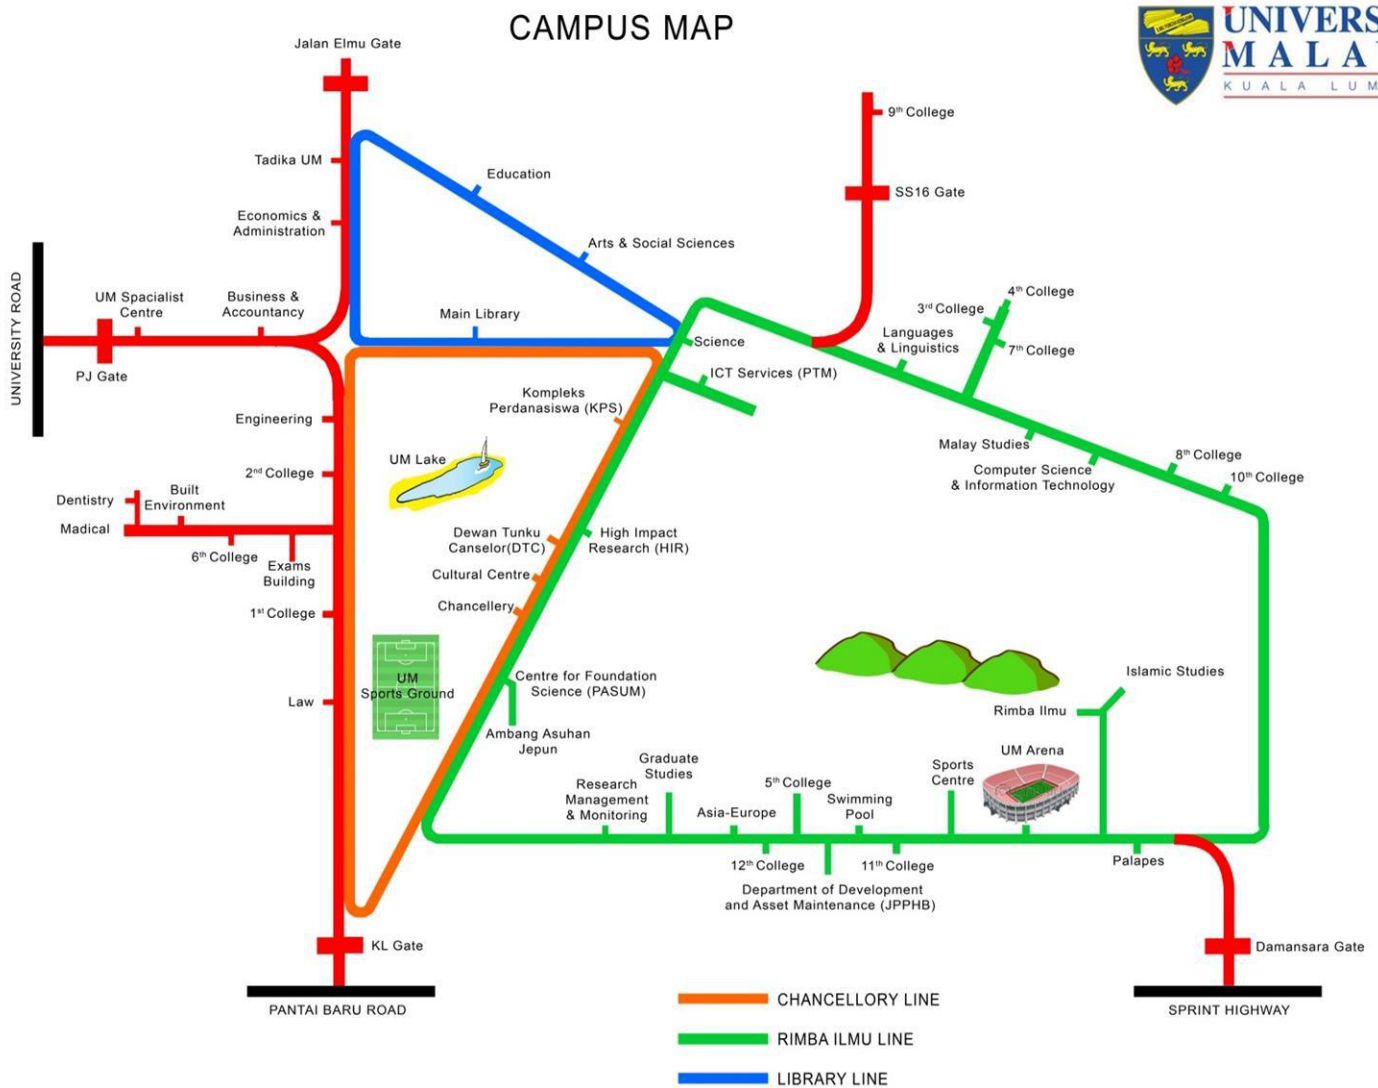 CAMPUS MAP
UNIVERS
MALA
KUALA LUM
Jalan Elmu Gate
9th College
Tadika UM
Education
SS16 Gate
Economics &
Administration
Arts & Social Sciences
UNIVERSITY ROAD
UM Spacialist
Centre
Business &
Accountancy
Main Library
PJ Gate
Science
4th College
3rd College
Languages
& Linguistics
7th College
ICT Services (PTM)
Kompleks
Perdanasiswa (KPS)
Engineering
UM Lake
2nd College
Malay Studies
Computer Science
& Information Technology
8th College
10th College
Dentistry
Built
Environment
Madical
6th College
Exams
Building
Dewan Tunku
Canselor(DTC)
High Impact
Research (HIR)
Cultural Centre
Chancellery
1st College
UM
Sports Ground
Law
Centre for Foundation
Science (PASUM)
Ambang Asuhan
Jepun
Islamic Studies
Rimba Ilmu
UM Arena
Sports
Centre
Graduate
Studies
Research
Management
& Monitoring
Asia-Europe
5th College
Swimming
Pool
12th College
11th College
Palapes
Department of Development
and Asset Maintenance (JPPHB)
KL Gate
Damansara Gate
PANTAI BARU ROAD
SPRINT HIGHWAY
CHANCELLORY LINE
RIMBA ILMU LINE
LIBRARY LINE